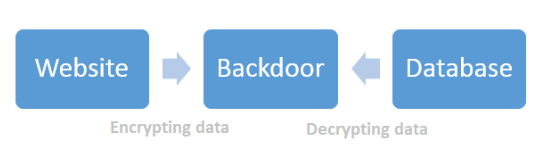 Website
Backdoor
Database
Encrypting data
Decrypting data